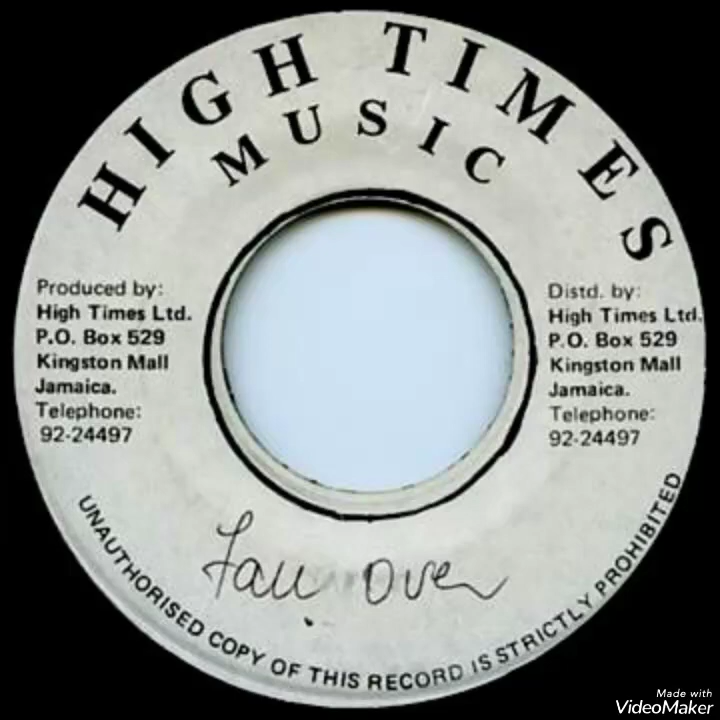 HIGH TIMES
MUSIC
Produced by:
High Times Ltd.
P.O. Box 529
Kingston Mall
Jamaica.
Telephone:
92-24497
Distd. by:
High Times Ltd.
P.O. Box 529
Kingston Mall
Jamaica.
Telephone:
92-24497
Over
UNAUTHORISED COPY OF THIS RECORD IS STRICTLY PROHIBITED
Made with
VideoMaker